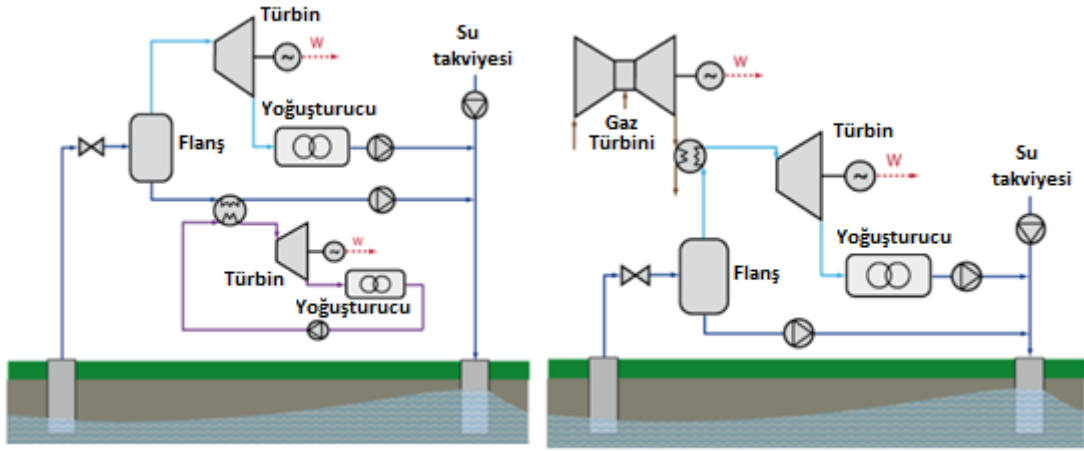 Türbin
W
Su
takviyesi
Yoğuşturucu
Flanş
W
Türbin
Yoğuşturucu
Gaz
Türbini
W
Türbin
W
Su
takviyesi
Yoğuşturucu
Flanş